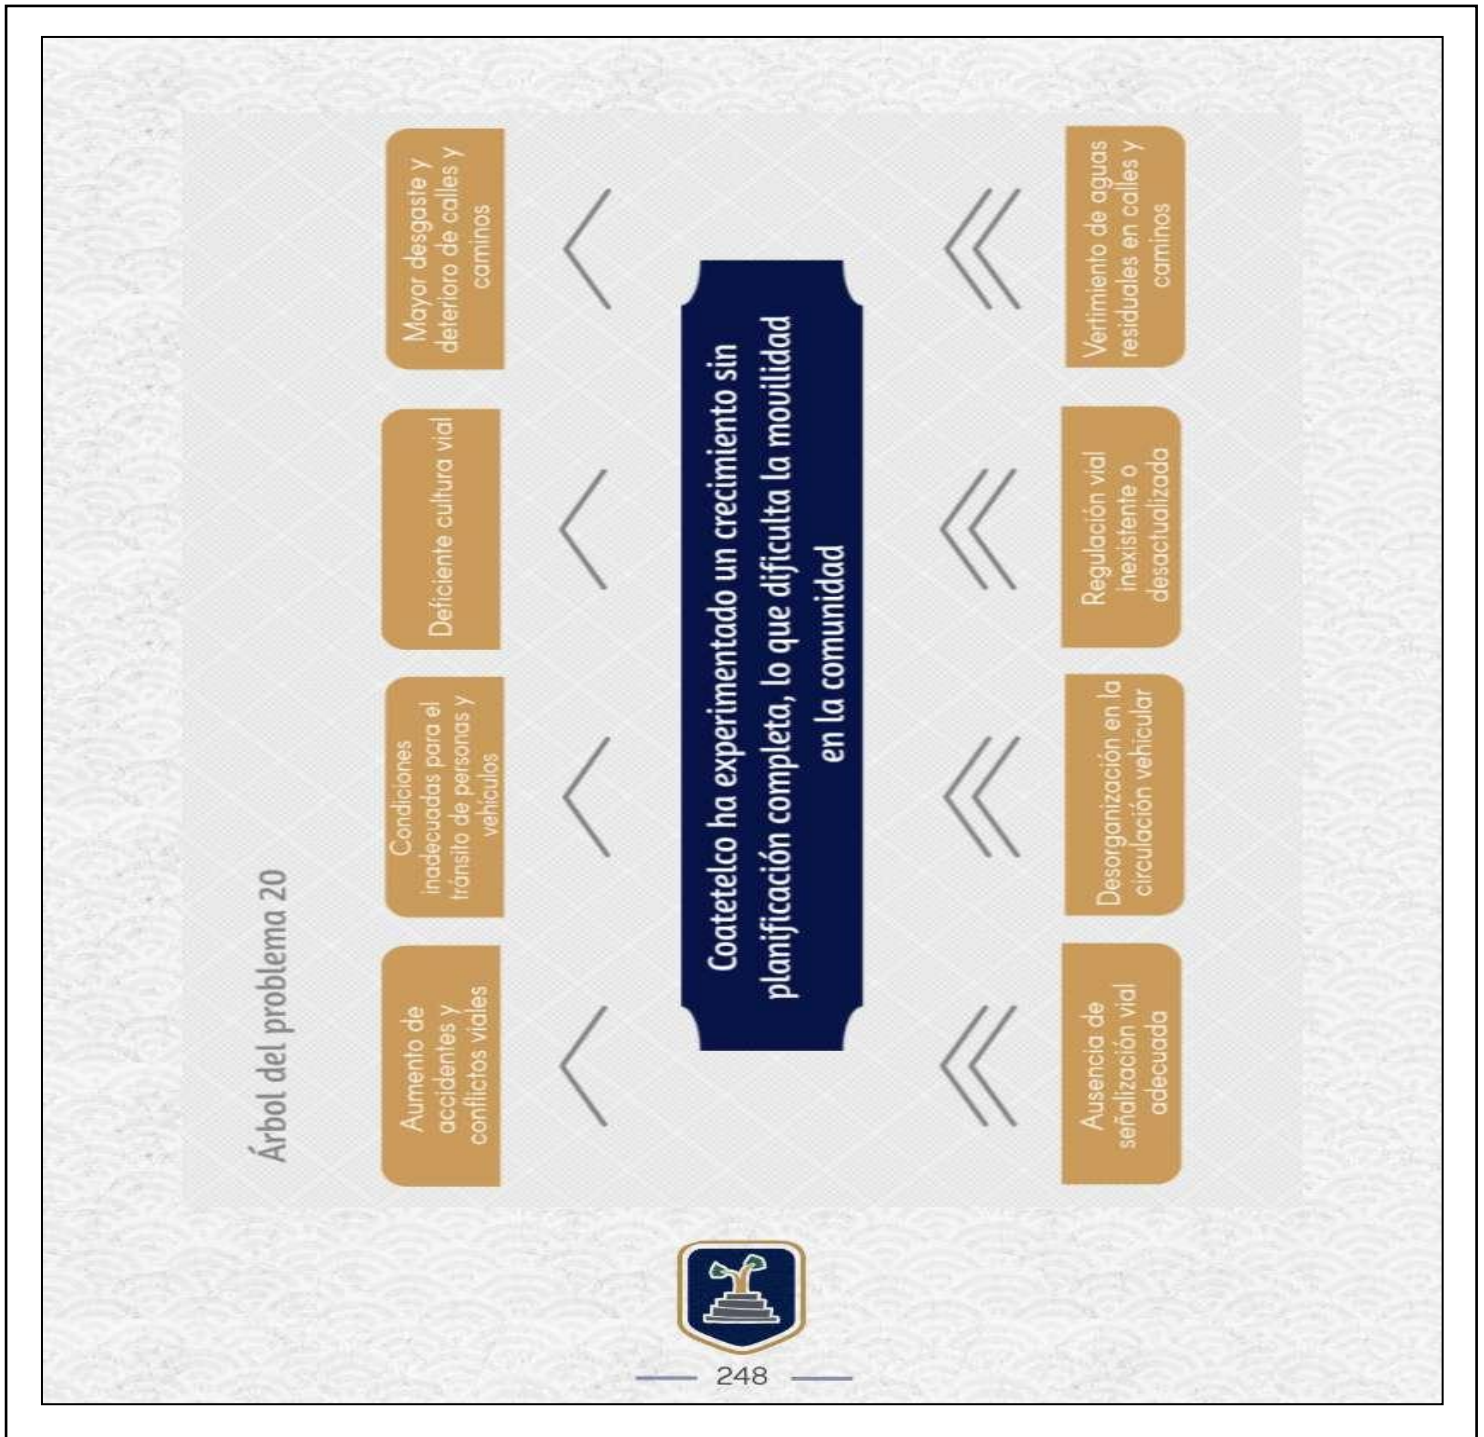 Árbol del problema 20
Aumento de
accidentes y
conflictos viales
Condiciones
inadecuadas para el
tránsito de personas y
vehículos
Deficiente cultura vial
Mayor desgaste y
deterioro de calles y
caminos
Coatetelco ha experimentado un crecimiento sin
planificación completa, lo que dificulta la movilidad
en la comunidad
Ausencia de
señalización vial
adecuada
Desorganización en la
circulación vehicular
Regulación vial
inexistente o
desactualizada
Vertimiento de aguas
residuales en calles y
caminos
248